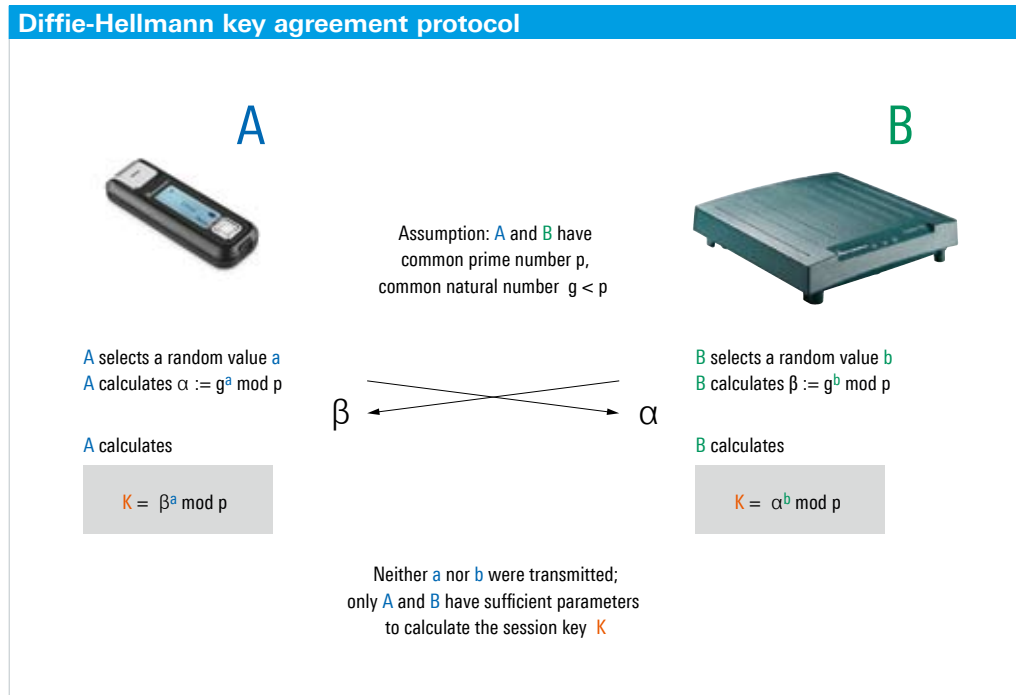 Diffie-Hellmann key agreement protocol
A
B
Assumption: A and B have
common prime number p,
common natural number g < p
A selects a random value a
A calculates α := gᵃ mod p
B selects a random value b
B calculates β := gᵇ mod p
β
α
A calculates
K = βᵃ mod p
B calculates
K = αᵇ mod p
Neither a nor b were transmitted;
only A and B have sufficient parameters
to calculate the session key K